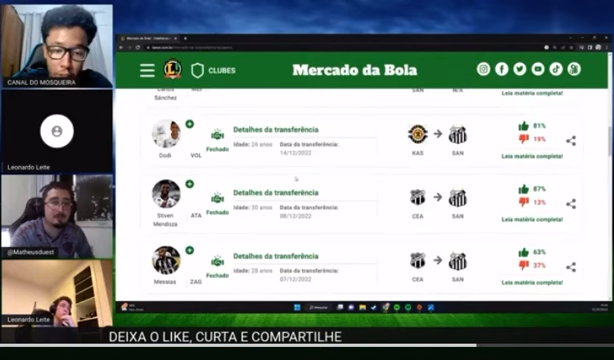 CANAL DO MOSQUEIRA
Leonardo Leite
@Matheusduest
Leonardo Leite
CLUBES
Mercado da Bola
Carlos
Sánchez
SAN
Leia matéria completa!
Dodi
VOL
Fechado
Detalhes da transferência
Idade: 26 anos
Data da transferência:
14/12/2022
KAS
SAN
81%
19%
Leia matéria completa!
Stiven
Mendoza
ATA
Fechado
Detalhes da transferência
Idade: 30 anos
Data da transferência:
08/12/2022
CEA
SAN
87%
13%
Leia matéria completa!
Messias
ZAG
Fechado
Detalhes da transferência
Idade: 28 anos
Data da transferência:
07/12/2022
CEA
SAN
63%
37%
Leia matéria completa!
DEIXA O LIKE, CURTA E COMPARTILHE